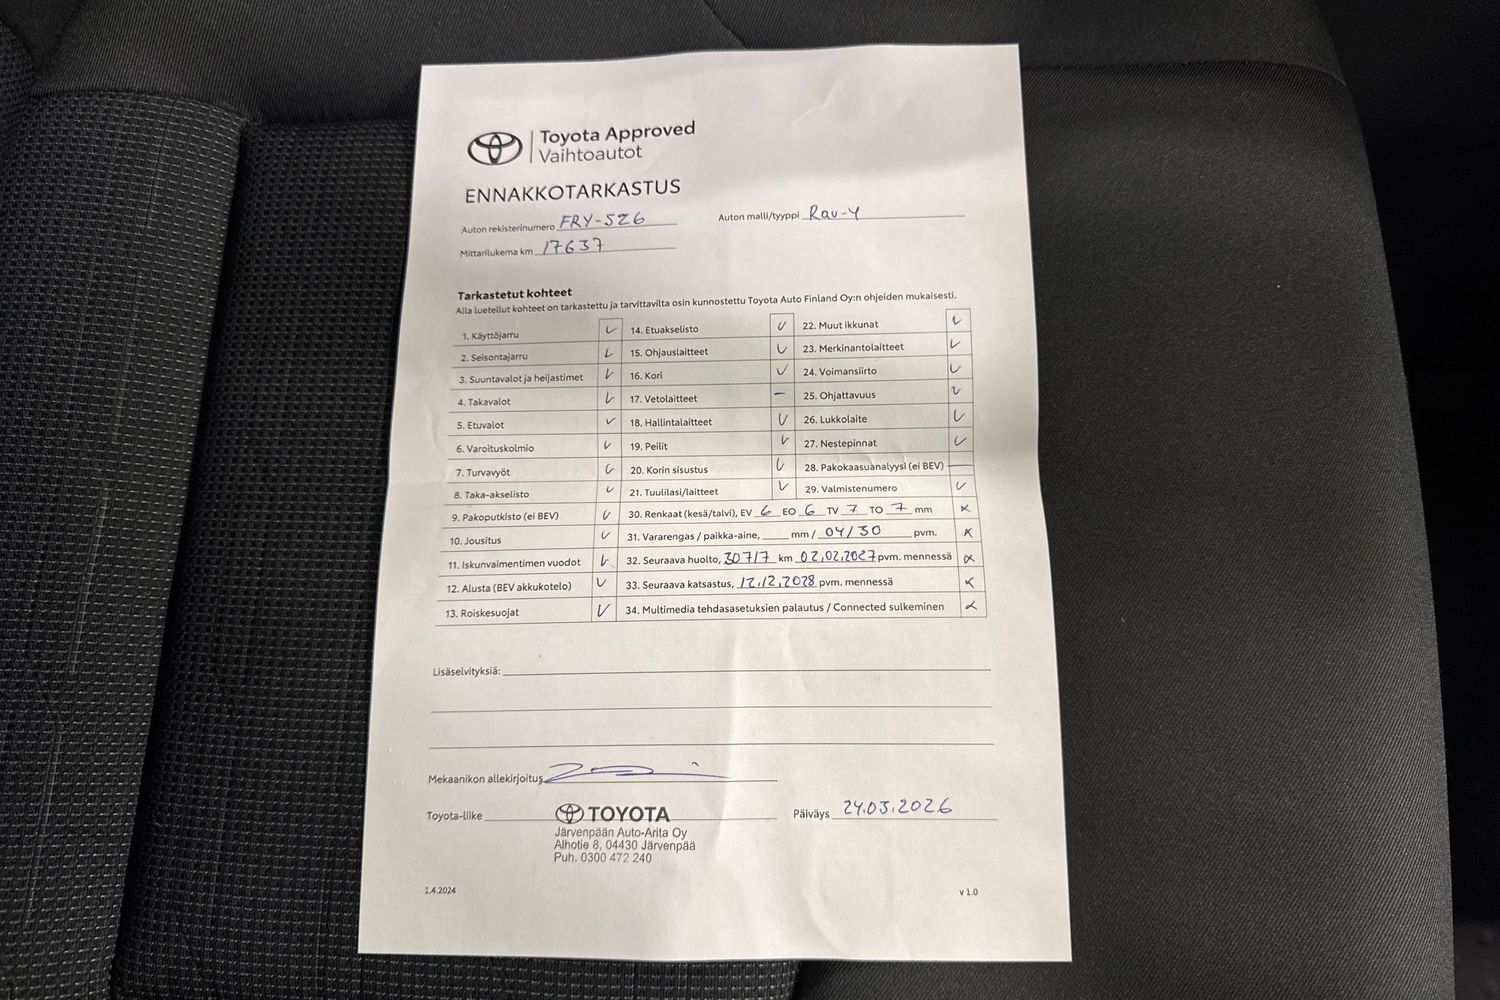 Toyota Approved
Vaihtoautot
ENNAKKOTARKASTUS
Auton rekisterinumero FRY-526 Auton malli/tyyppi Rav-4
Mittarilukema km 17637
Tarkastetut kohteet
Alla luetellut kohteet on tarkastettu ja tarvittavilta osin kunnostettu Toyota Auto Finland Oy:n ohjeiden mukaisesti.
1. Käyttöjarru
2. Seisontajarru
3. Suuntavalot ja heijastimet
4. Takavalot
5. Etuvalot
6. Varoituskolmio
7. Turvavyöt
8. Taka-akselisto
9. Pakoputkisto (ei BEV)
10. Jousitus
11. Iskunvaimentimen vuodot
12. Alusta (BEV akkukotelo)
13. Roiskesuojat
14. Etuakselisto
15. Ohjauslaitteet
16. Kori
17. Vetolaitteet –
18. Hallintalaitteet
19. Peilit
20. Korin sisustus
21. Tuulilasi/laitteet
22. Muut ikkunat
23. Merkinantolaitteet
24. Voimansiirto
25. Ohjattavuus
26. Lukkolaite
27. Nestepinnat
28. Pakokaasuanalyysi (ei BEV) —
29. Valmistenumero
30. Renkaat (kesä/talvi), EV 6 EO 6 TV 7 TO 7 mm
31. Vararengas / paikka-aine, ____ mm / 04/30 pvm.
32. Seuraava huolto, 30717 km 02.02.2027 pvm. mennessä
33. Seuraava katsastus, 12.12.2028 pvm. mennessä
34. Multimedia tehdasasetuksien palautus / Connected sulkeminen
Lisäselvityksiä:
Mekaanikon allekirjoitus
Toyota-liike TOYOTA Päiväys 24.03.2026
Järvenpään Auto-Arita Oy
Alhotie 8, 04430 Järvenpää
Puh. 0300 472 240
1.4.2024 v 1.0